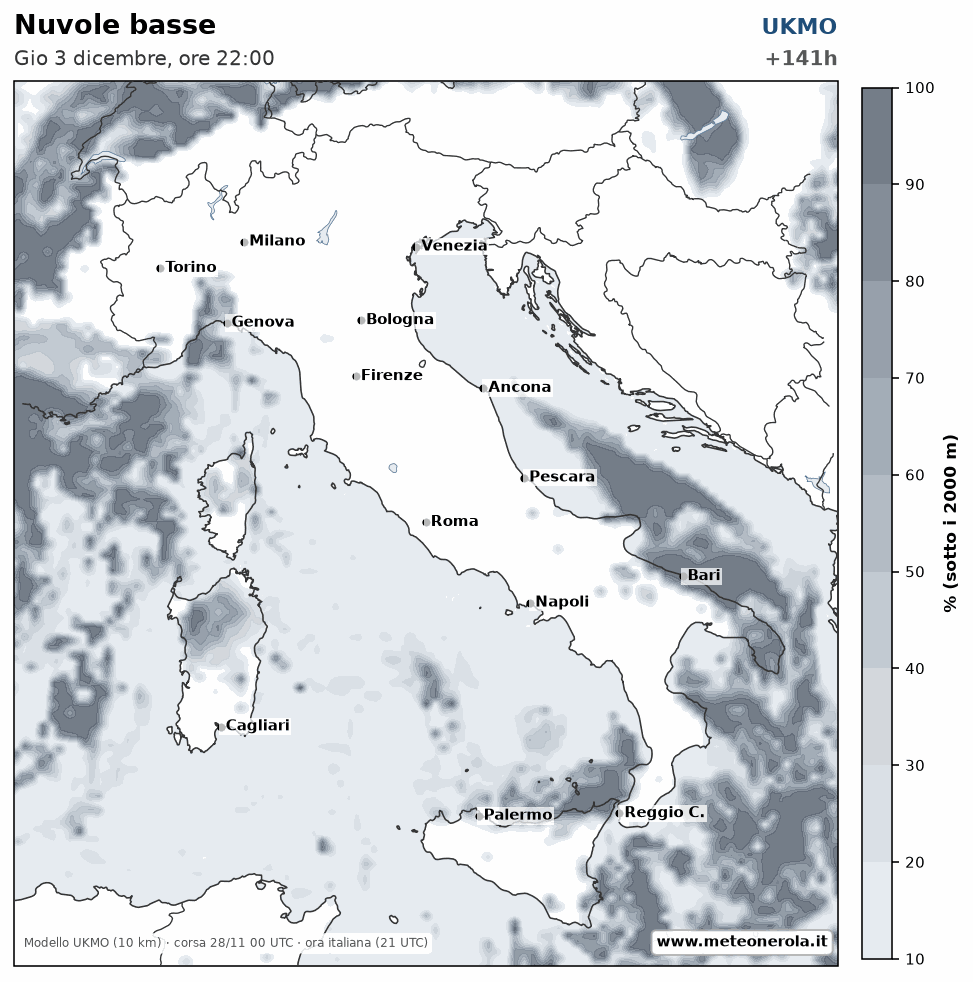 Nuvole basse
UKMO
Gio 3 dicembre, ore 22:00
+141h
100
90
80
70
60
50
40
30
20
10
% (sotto i 2000 m)
Milano
Venezia
Torino
Genova
Bologna
Firenze
Ancona
Pescara
Roma
Bari
Napoli
Cagliari
Palermo
Reggio C.
Modello UKMO (10 km) · corsa 28/11 00 UTC · ora italiana (21 UTC)
www.meteonerola.it